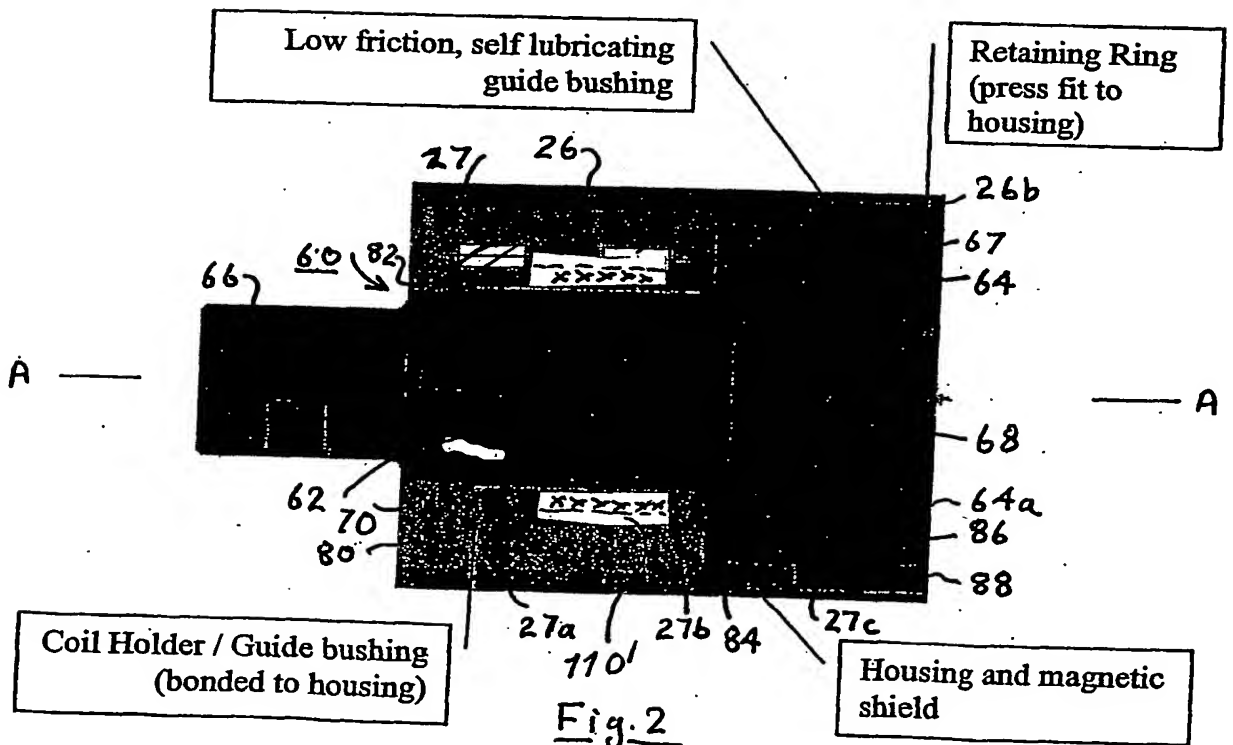 Low friction, self lubricating
guide bushing
Retaining Ring
(press fit to
housing)
27
26
26b
67
64
60
82
66
A
A
68
62
70
80
64a
86
88
27a
110'
27b
84
27c
Coil Holder / Guide bushing
(bonded to housing)
Housing and magnetic
shield
Fig. 2